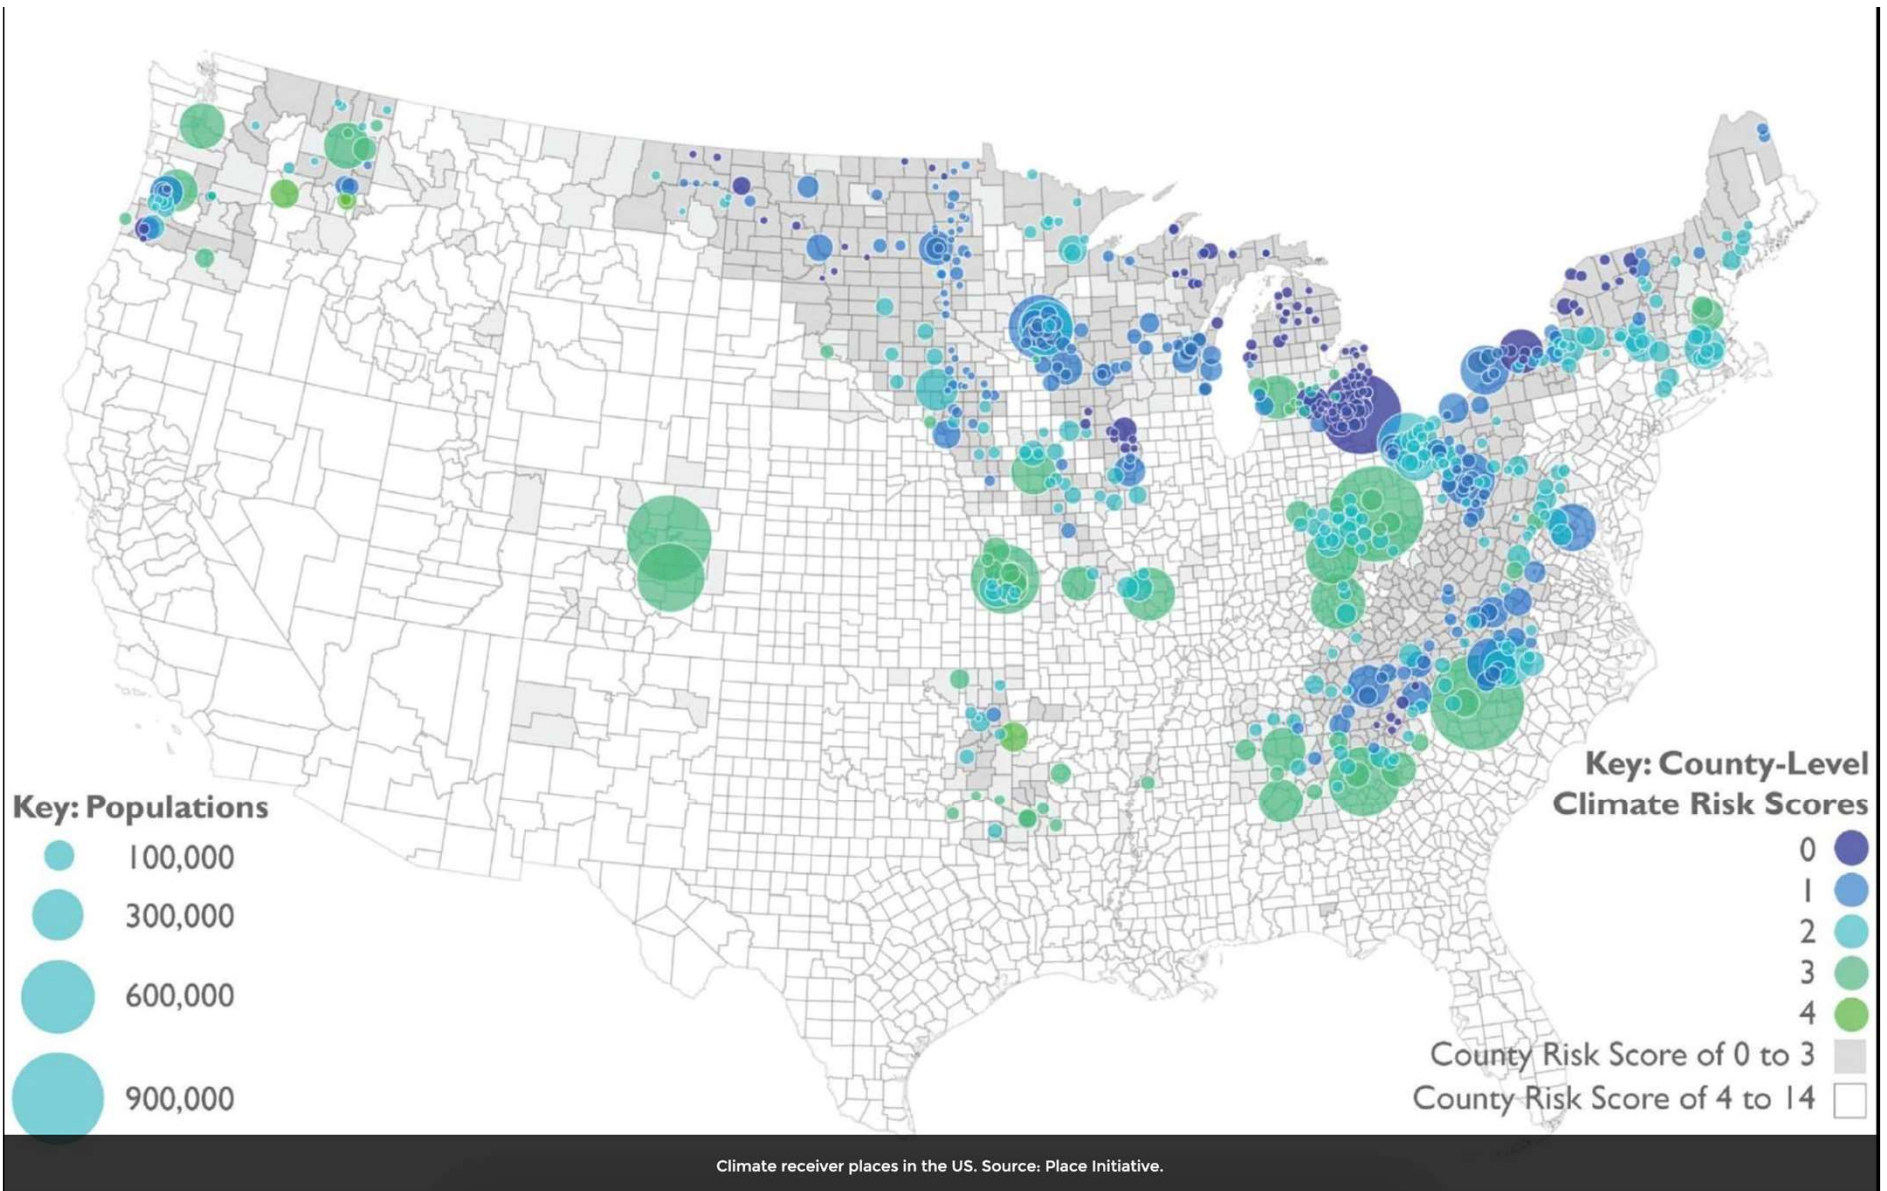 Key: Populations
100,000
300,000
600,000
900,000
Key: County-Level
Climate Risk Scores
0
1
2
3
4
County Risk Score of 0 to 3
County Risk Score of 4 to 14
Climate receiver places in the US. Source: Place Initiative.